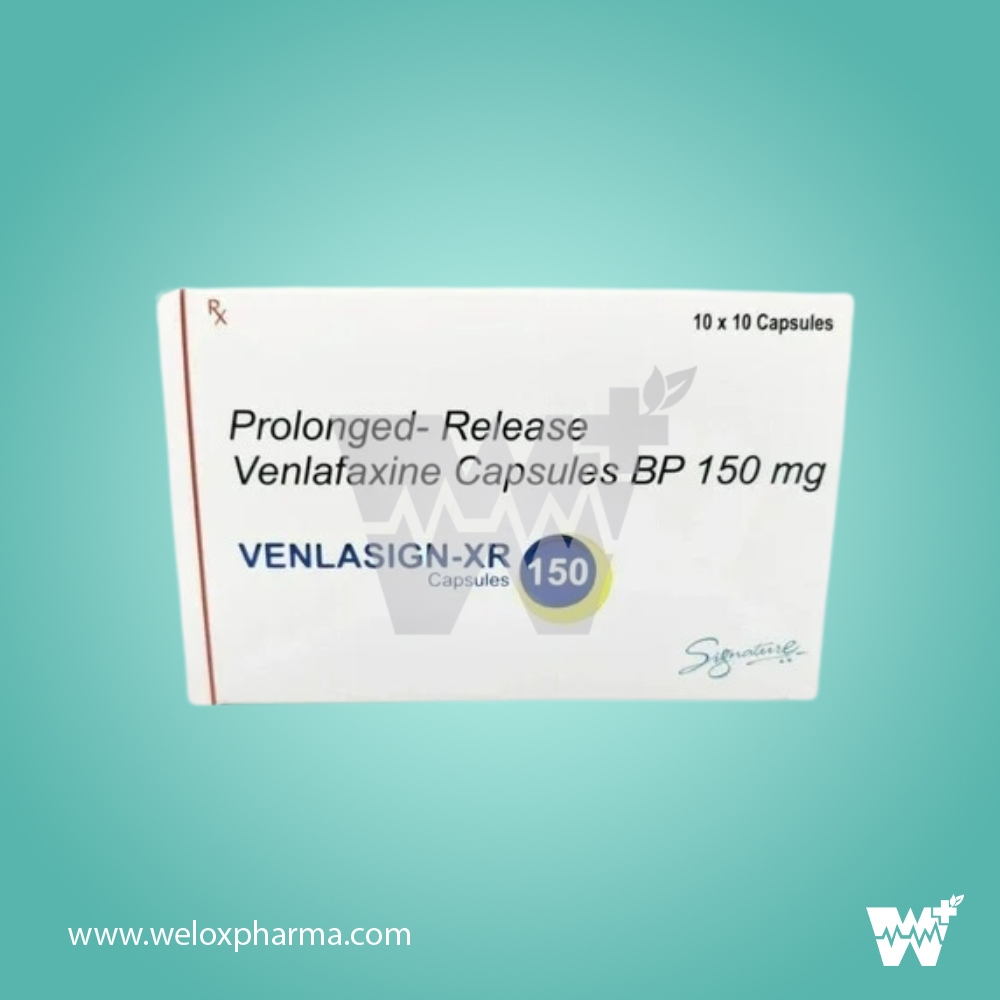 Rx
10 x 10 Capsules
Prolonged- Release
Venlafaxine Capsules BP 150 mg
VENLASIGN-XR
Capsules
150
Signature
www.weloxpharma.com
W